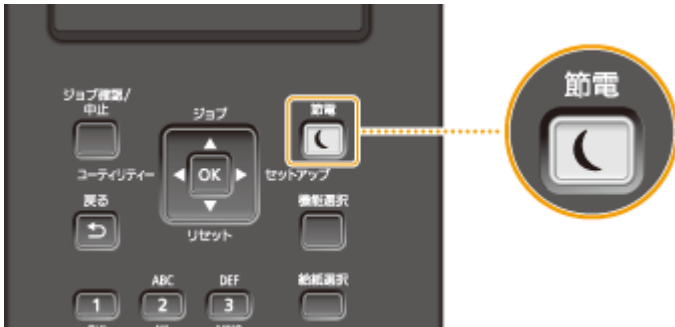 ジョブ確認/
中止
ジョブ
節電
節電
ユーティリティー
OK
セットアップ
戻る
機能選択
リセット
ABC
DEF
給紙選択
1
2
3